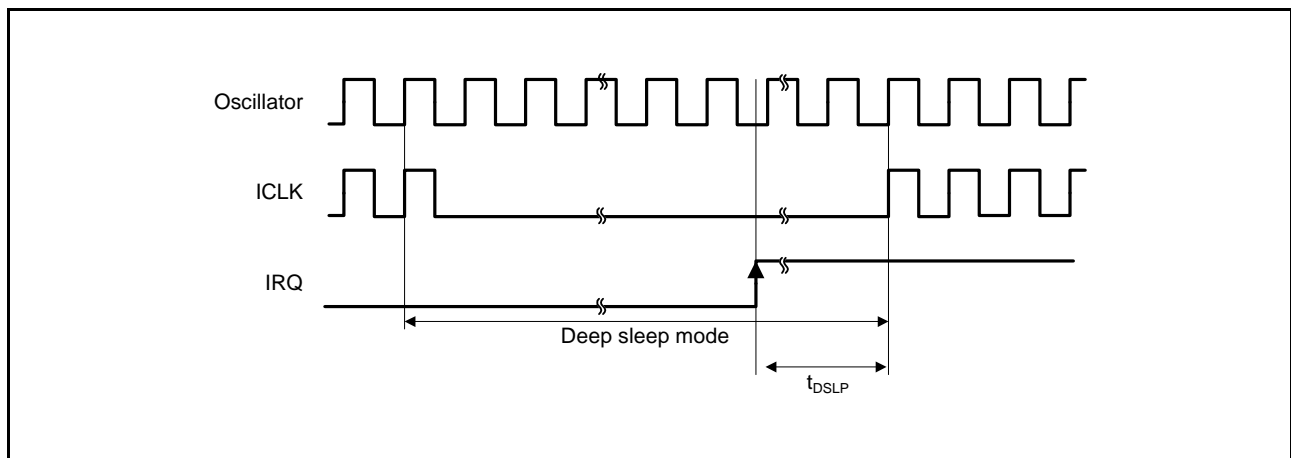 Oscillator
ICLK
IRQ
Deep sleep mode
tDSLP